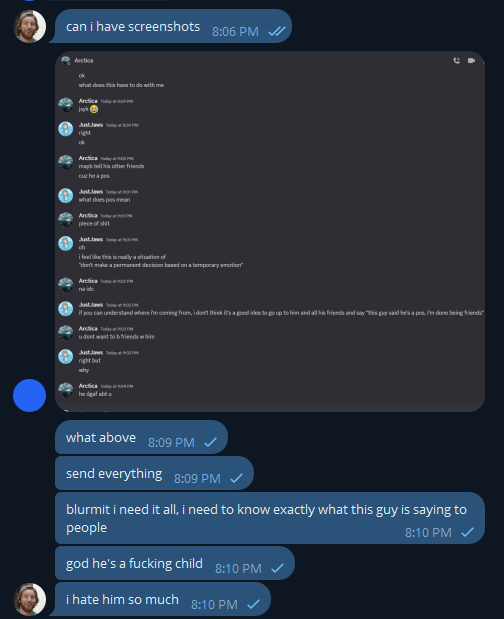 can i have screenshots 8:06 PM
Arctica
ok
what does this have to do with me
Arctica Today at 8:59 PM
jsyk 😂
JustJaws Today at 8:59 PM
right
ok
Arctica Today at 9:00 PM
mayb tell his other friends
cuz he a pos
JustJaws Today at 9:01 PM
what does pos mean
Arctica Today at 9:01 PM
piece of shit
JustJaws Today at 9:01 PM
oh
i feel like this is really a situation of
"don't make a permanent decision based on a temporary emotion"
Arctica Today at 9:02 PM
na idc
JustJaws Today at 9:02 PM
if you can understand where i'm coming from, i don't think it's a good idea to go up to him and all his friends and say "this guy said he's a pos, i'm done being friends"
Arctica Today at 9:03 PM
u dont want to b friends w him
JustJaws Today at 9:03 PM
right but
why
Arctica Today at 9:04 PM
he dgaf abt u
what above 8:09 PM
send everything 8:09 PM
blurmit i need it all, i need to know exactly what this guy is saying to
people
8:10 PM
god he's a fucking child 8:10 PM
i hate him so much 8:10 PM